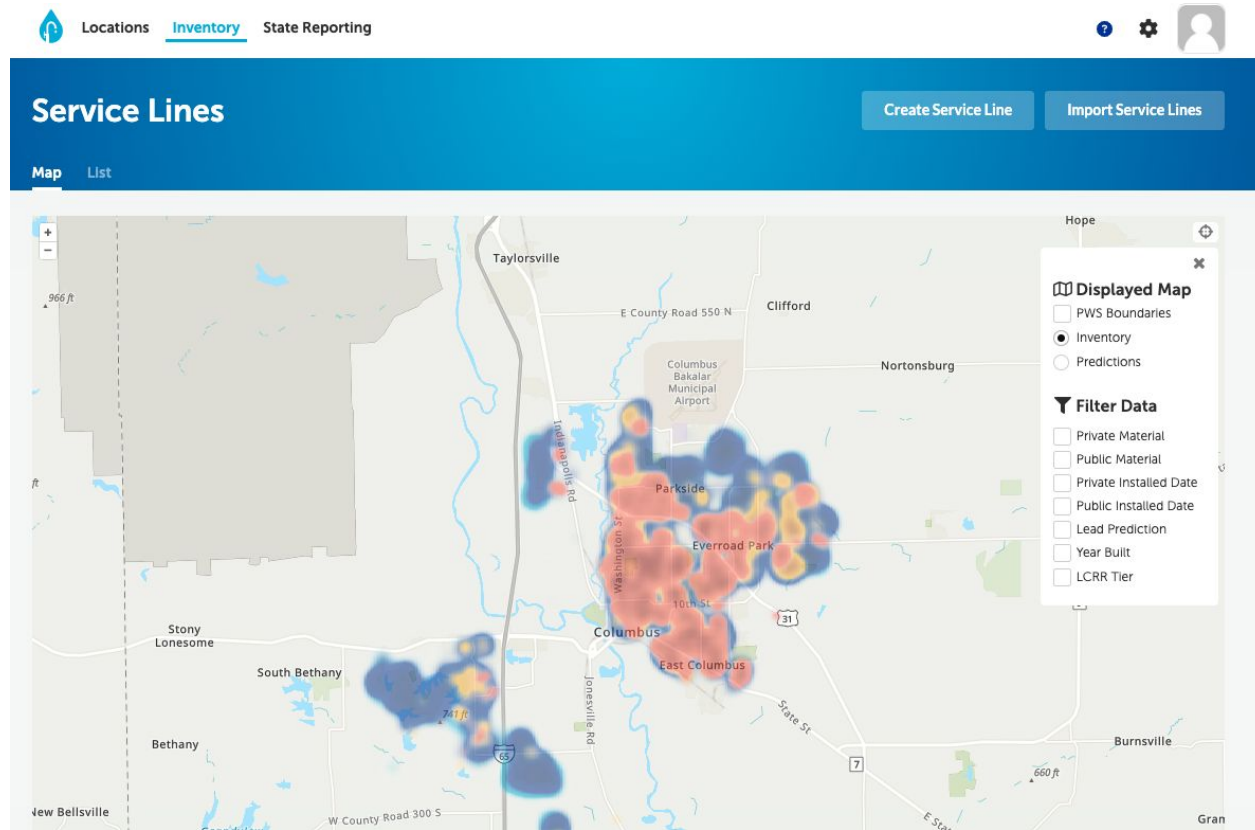 Locations Inventory State Reporting
?
Service Lines
Create Service Line Import Service Lines
Map List
+
−
Hope
Taylorsville
966 ft
Clifford
E County Road 550 N
Columbus
Bakalar
Municipal
Airport
Nortonsburg
Indianapolis Rd
ft
Parkside
Washington St
Everroad Park
10th St
31
Columbus
Stony
Lonesome
East Columbus
South Bethany
Jonesville Rd
State St
741 ft
Bethany
65
7
Burnsville
660 ft
New Bellsville
W County Road 300 S
E Sta
Gran
Displayed Map
PWS Boundaries
Inventory
Predictions
Filter Data
Private Material
Public Material
Private Installed Date
Public Installed Date
Lead Prediction
Year Built
LCRR Tier